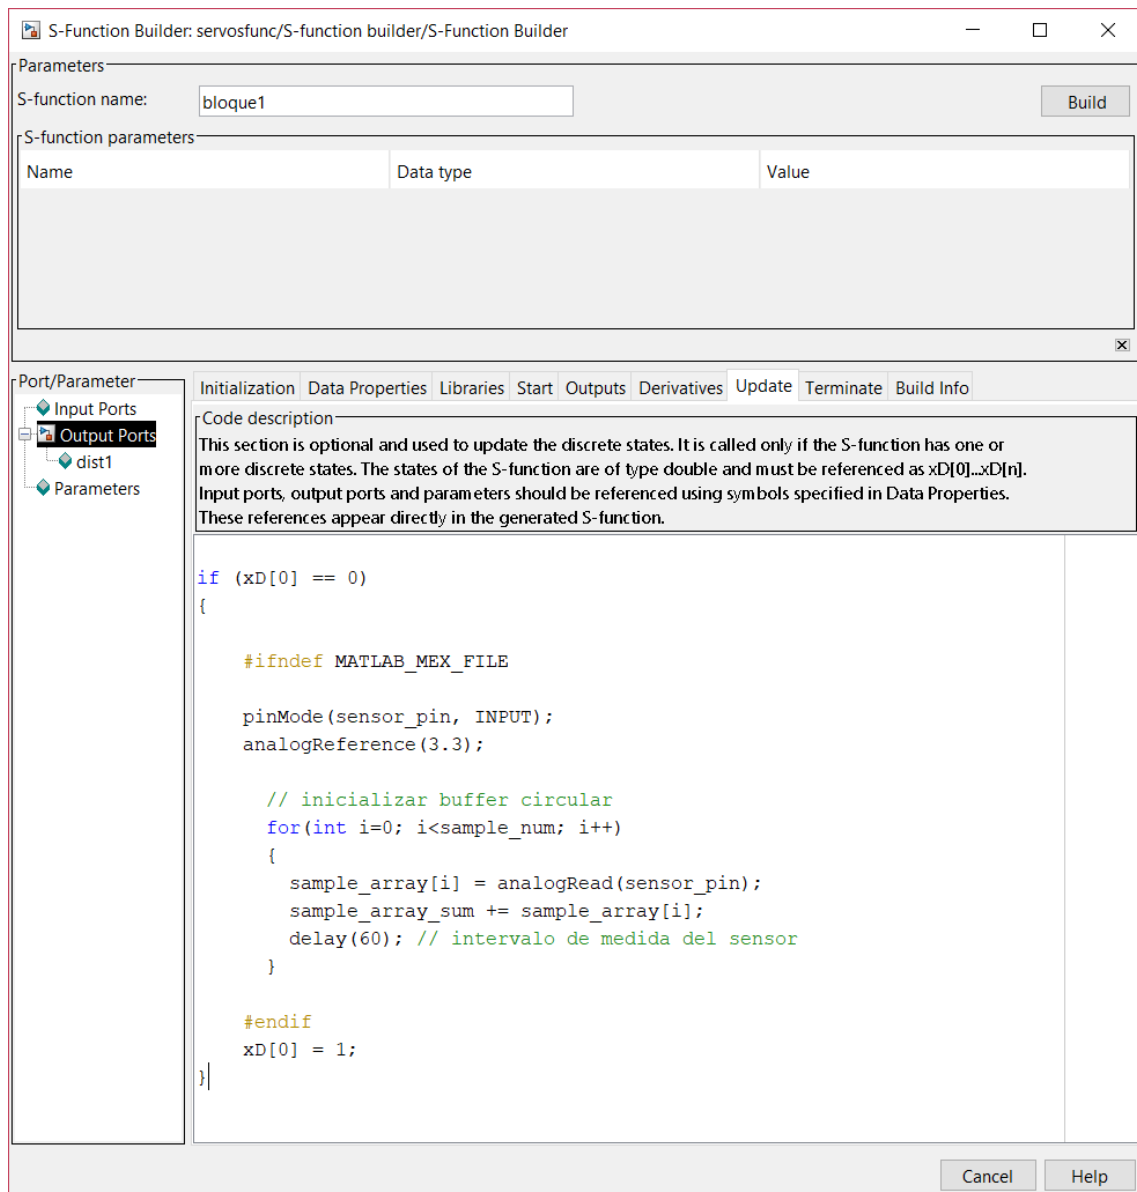 S-Function Builder: servosfunc/S-function builder/S-Function Builder
Parameters
S-function name: bloque1 Build
S-function parameters
Name Data type Value
Port/Parameter
Input Ports
Output Ports
dist1
Parameters
Initialization Data Properties Libraries Start Outputs Derivatives Update Terminate Build Info
Code description
This section is optional and used to update the discrete states. It is called only if the S-function has one or
more discrete states. The states of the S-function are of type double and must be referenced as xD[0]...xD[n].
Input ports, output ports and parameters should be referenced using symbols specified in Data Properties.
These references appear directly in the generated S-function.
if (xD[0] == 0)
{
#ifndef MATLAB_MEX_FILE
pinMode(sensor_pin, INPUT);
analogReference(3.3);
// inicializar buffer circular
for(int i=0; i<sample_num; i++)
{
sample_array[i] = analogRead(sensor_pin);
sample_array_sum += sample_array[i];
delay(60); // intervalo de medida del sensor
}
#endif
xD[0] = 1;
}
Cancel Help